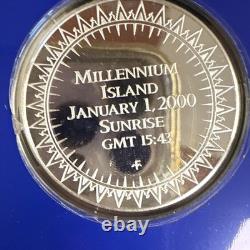 MILLENNIUM
ISLAND
JANUARY 1, 2000
SUNRISE
GMT 15:43